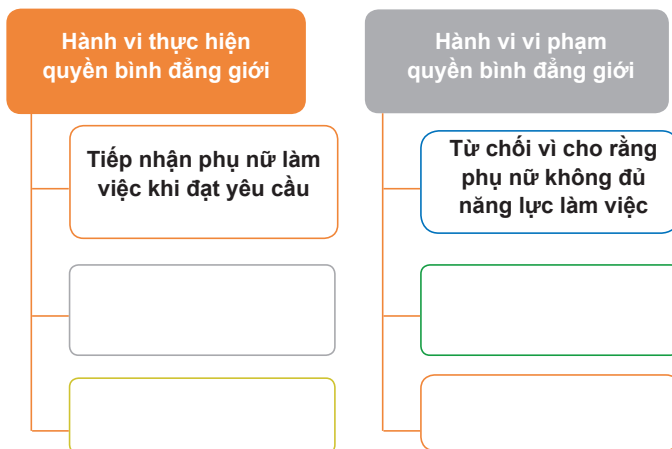 Hành vi thực hiện
quyền bình đẳng giới
Tiếp nhận phụ nữ làm
việc khi đạt yêu cầu
Hành vi vi phạm
quyền bình đẳng giới
Từ chối vì cho rằng
phụ nữ không đủ
năng lực làm việc